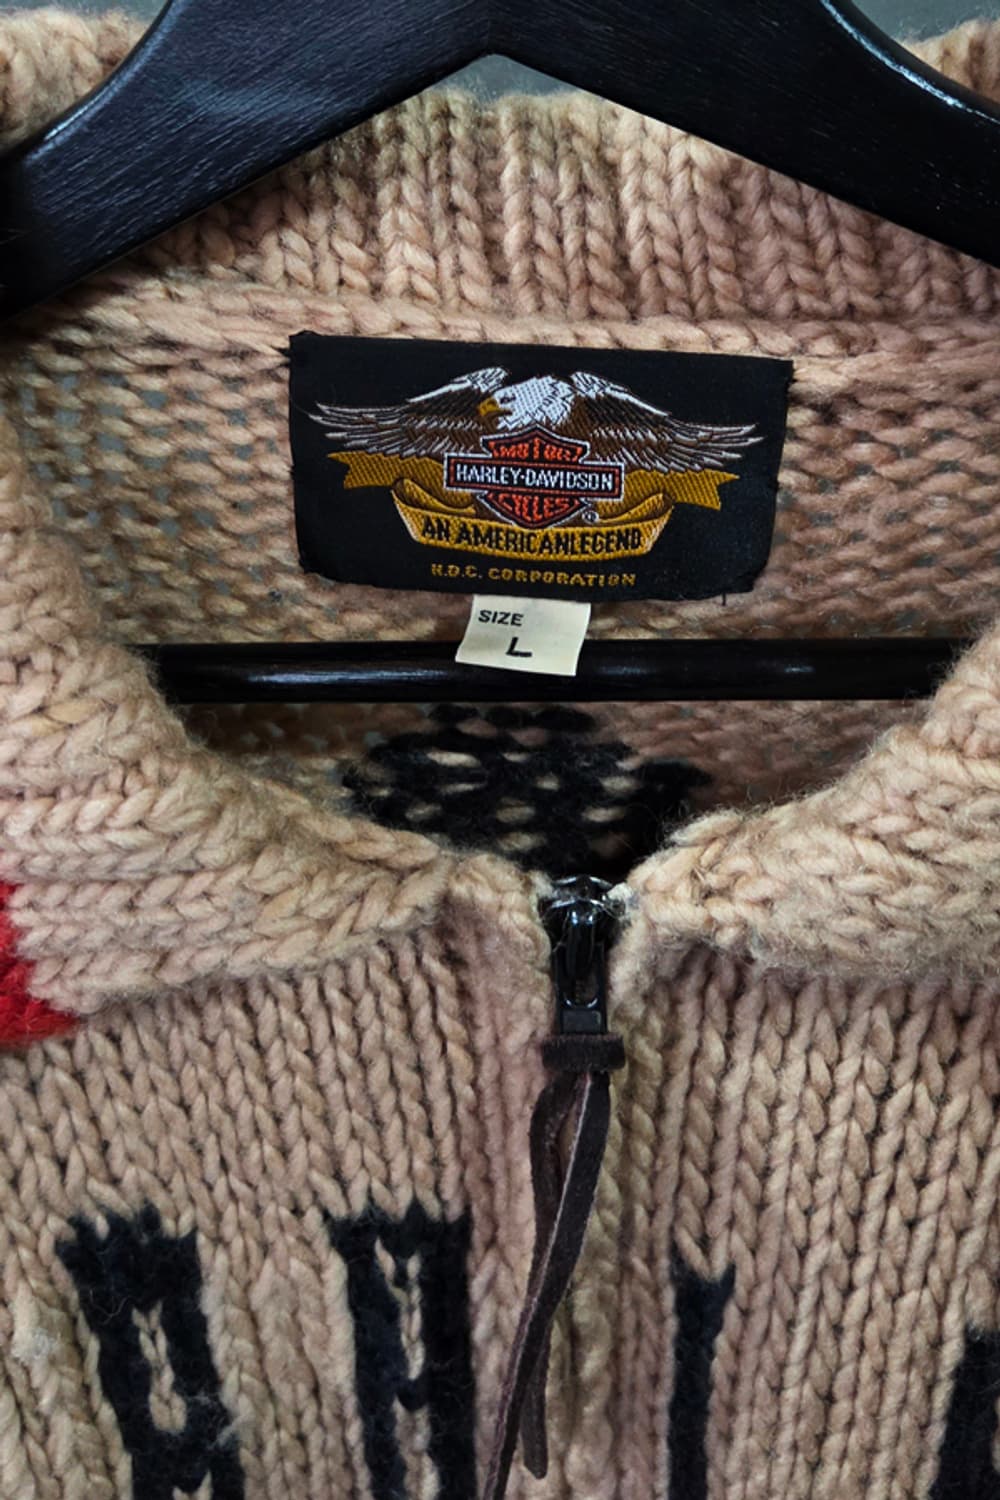 MOTOR
HARLEY-DAVIDSON
CYCLES
®
AN AMERICAN LEGEND
H.D.C. CORPORATION
SIZE
L